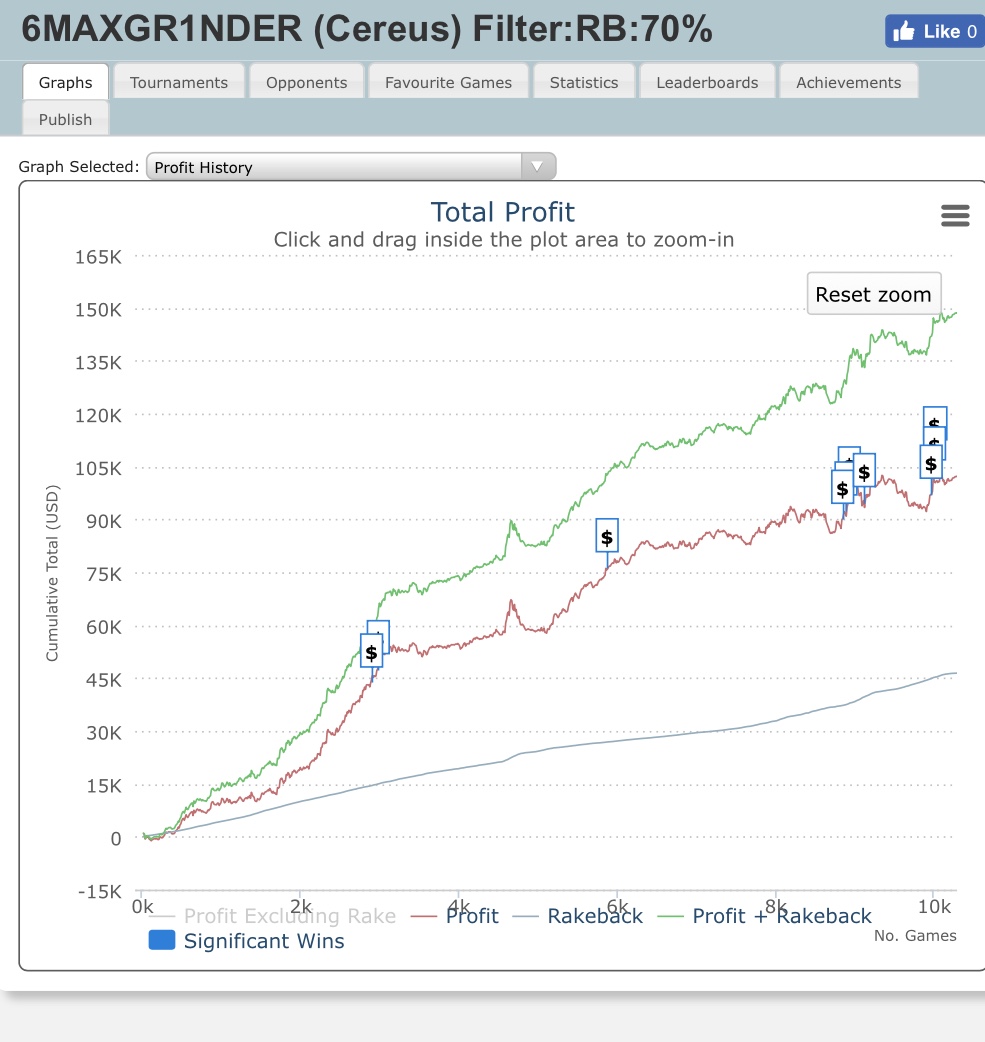 6MAXGR1NDER (Cereus) Filter:RB:70%
Like 0
Graphs Tournaments Opponents Favourite Games Statistics Leaderboards Achievements
Publish
Graph Selected: Profit History
Total Profit
Click and drag inside the plot area to zoom-in
Reset zoom
Cumulative Total (USD)
165K
150K
135K
120K
105K
90K
75K
60K
45K
30K
15K
0
-15K
$
$
$
$
$
$
$
0k 2k 4k 6k 8k 10k
Profit Excluding Rake Profit Rakeback Profit + Rakeback
Significant Wins
No. Games